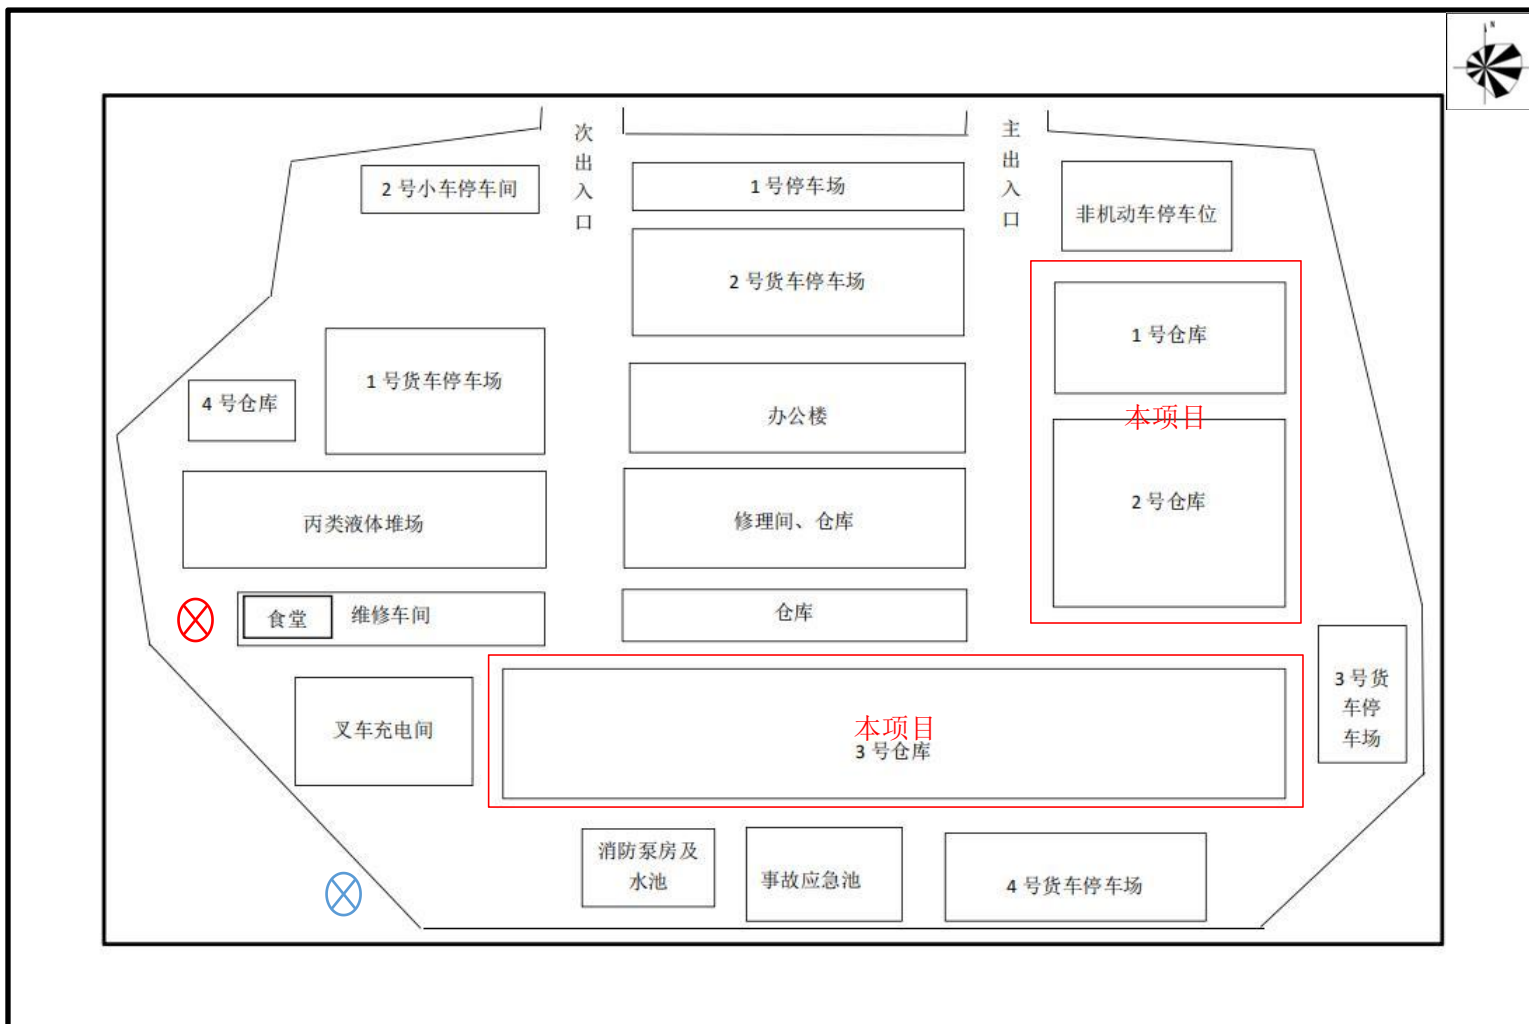 N
次出入口
主出入口
2 号小车停车间
1 号停车场
非机动车停车位
2 号货车停车场
1 号仓库
1 号货车停车场
4 号仓库
办公楼
本项目
2 号仓库
丙类液体堆场
修理间、仓库
食堂
维修车间
仓库
3 号货
车停
车场
叉车充电间
本项目
3 号仓库
消防泵房及
水池
事故应急池
4 号货车停车场